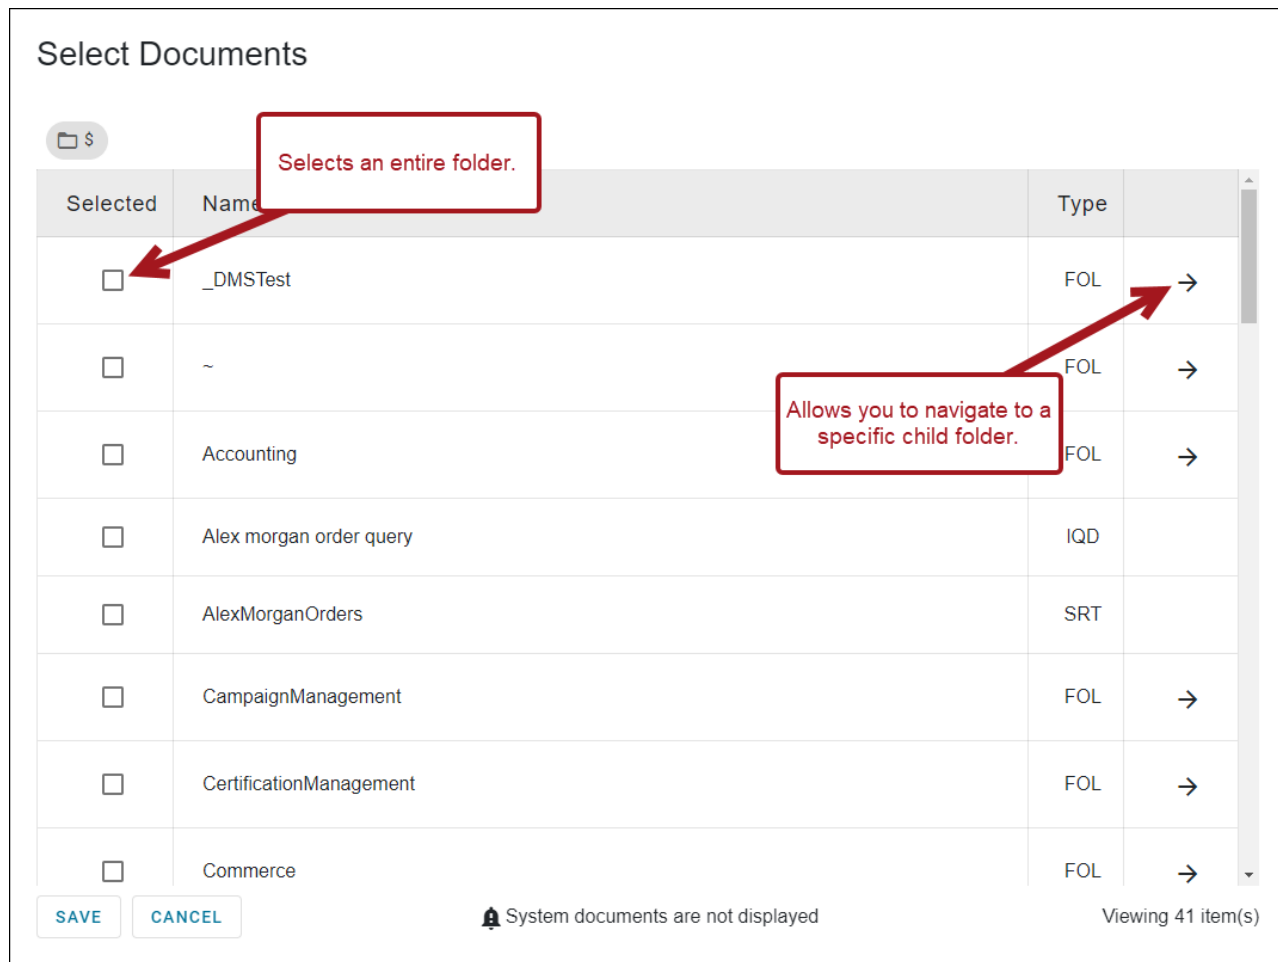 Select Documents
$
Selects an entire folder.
Selected Name Type
_DMSTest FOL
~ FOL
Allows you to navigate to a
specific child folder.
Accounting FOL
Alex morgan order query IQD
AlexMorganOrders SRT
CampaignManagement FOL
CertificationManagement FOL
Commerce FOL
SAVE CANCEL System documents are not displayed Viewing 41 item(s)